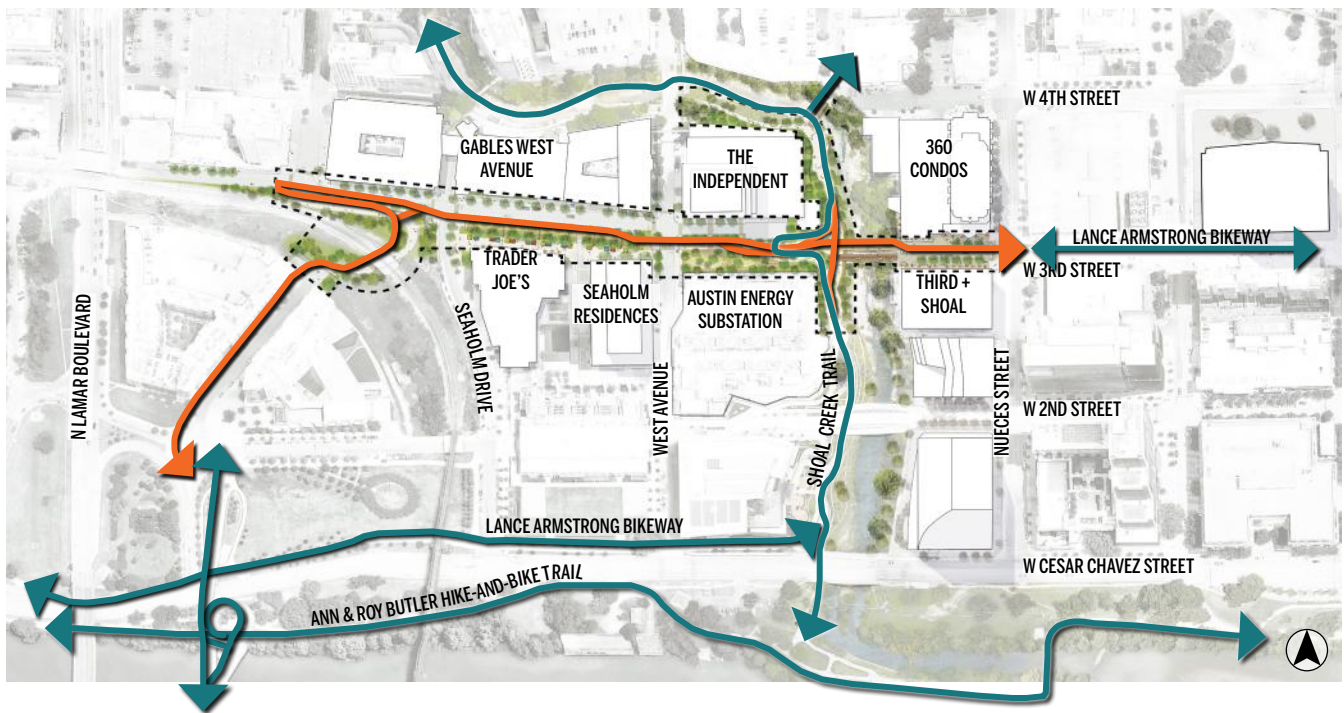 W 4TH STREET
GABLES WEST
AVENUE
THE
INDEPENDENT
360
CONDOS
LANCE ARMSTRONG BIKEWAY
W 3RD STREET
TRADER
JOE'S
SEAHOLM
RESIDENCES
AUSTIN ENERGY
SUBSTATION
THIRD +
SHOAL
N LAMAR BOULEVARD
SEAHOLM DRIVE
WEST AVENUE
SHOAL CREEK TRAIL
NUECES STREET
W 2ND STREET
LANCE ARMSTRONG BIKEWAY
W CESAR CHAVEZ STREET
ANN & ROY BUTLER HIKE-AND-BIKE TRAIL